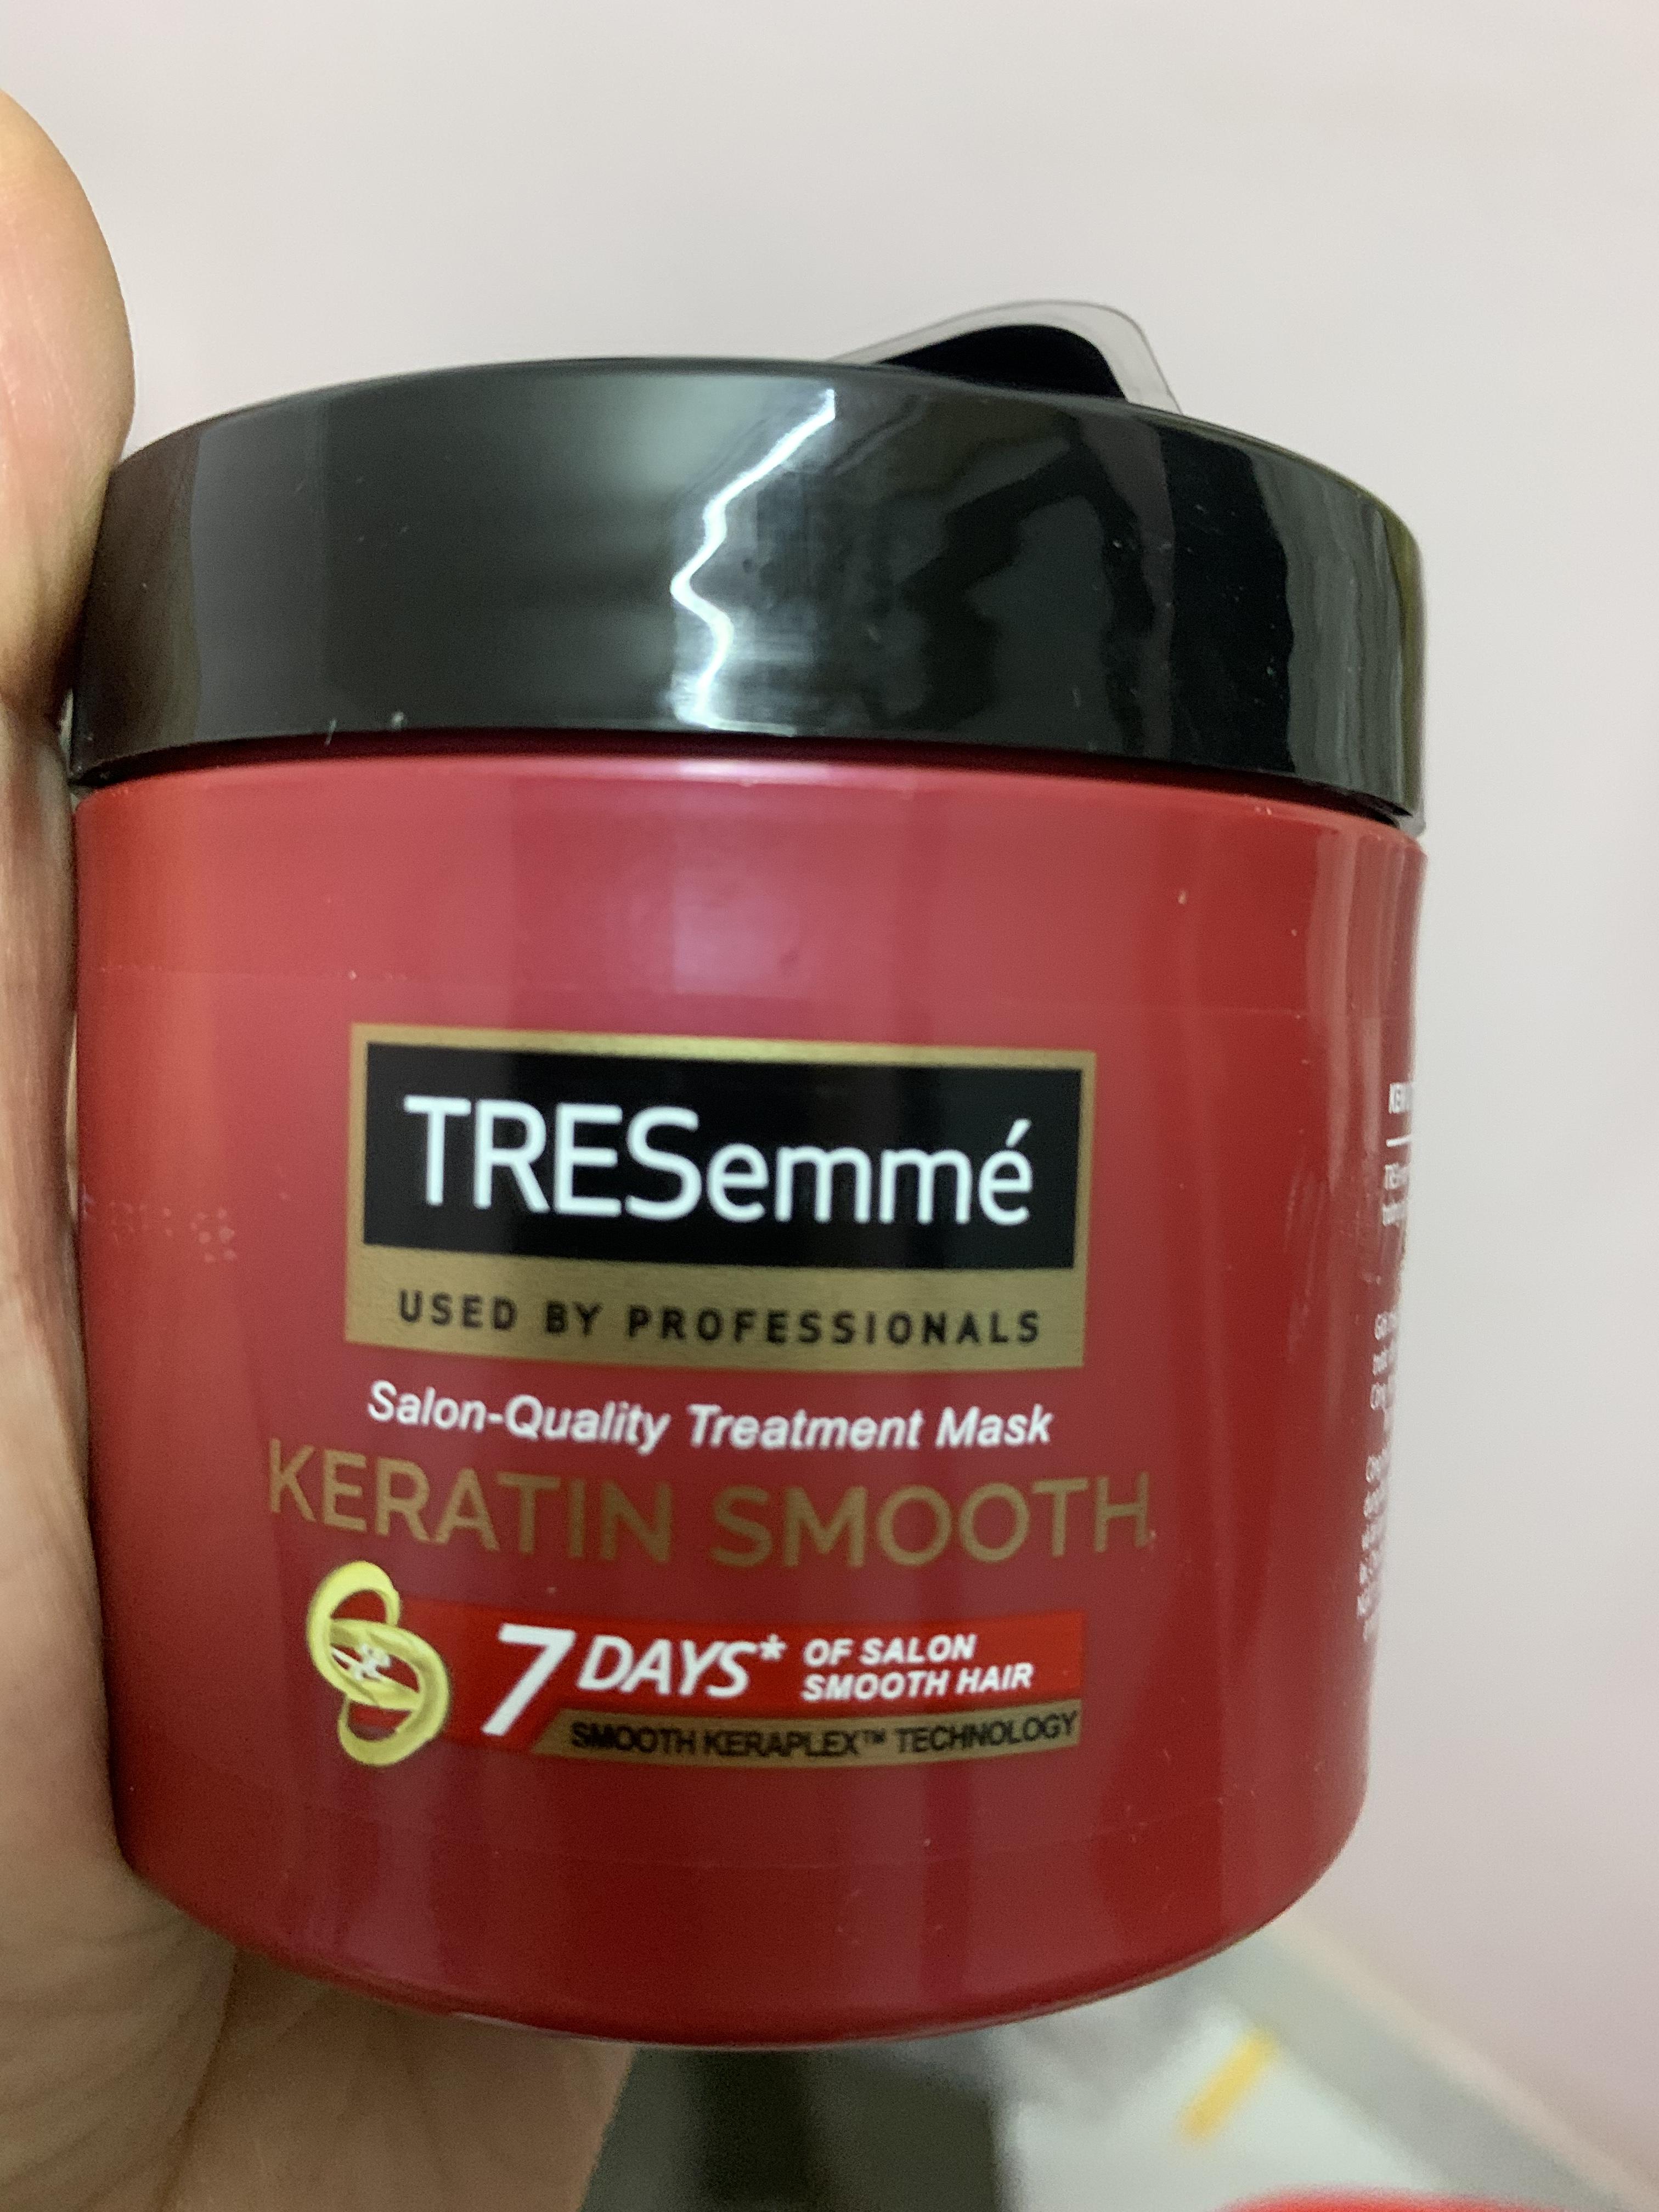 TRESemmé
USED BY PROFESSIONALS
Salon-Quality Treatment Mask
KERATIN SMOOTH
7 DAYS* OF SALON
SMOOTH HAIR
SMOOTH KERAPLEX™ TECHNOLOGY